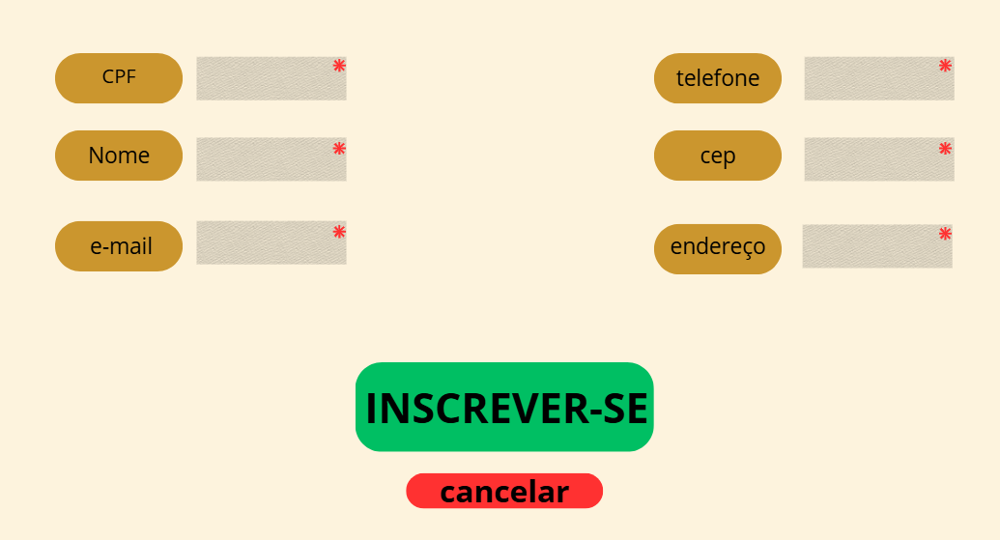 CPF *
telefone *
Nome *
cep *
e-mail *
endereço *
INSCREVER-SE
cancelar